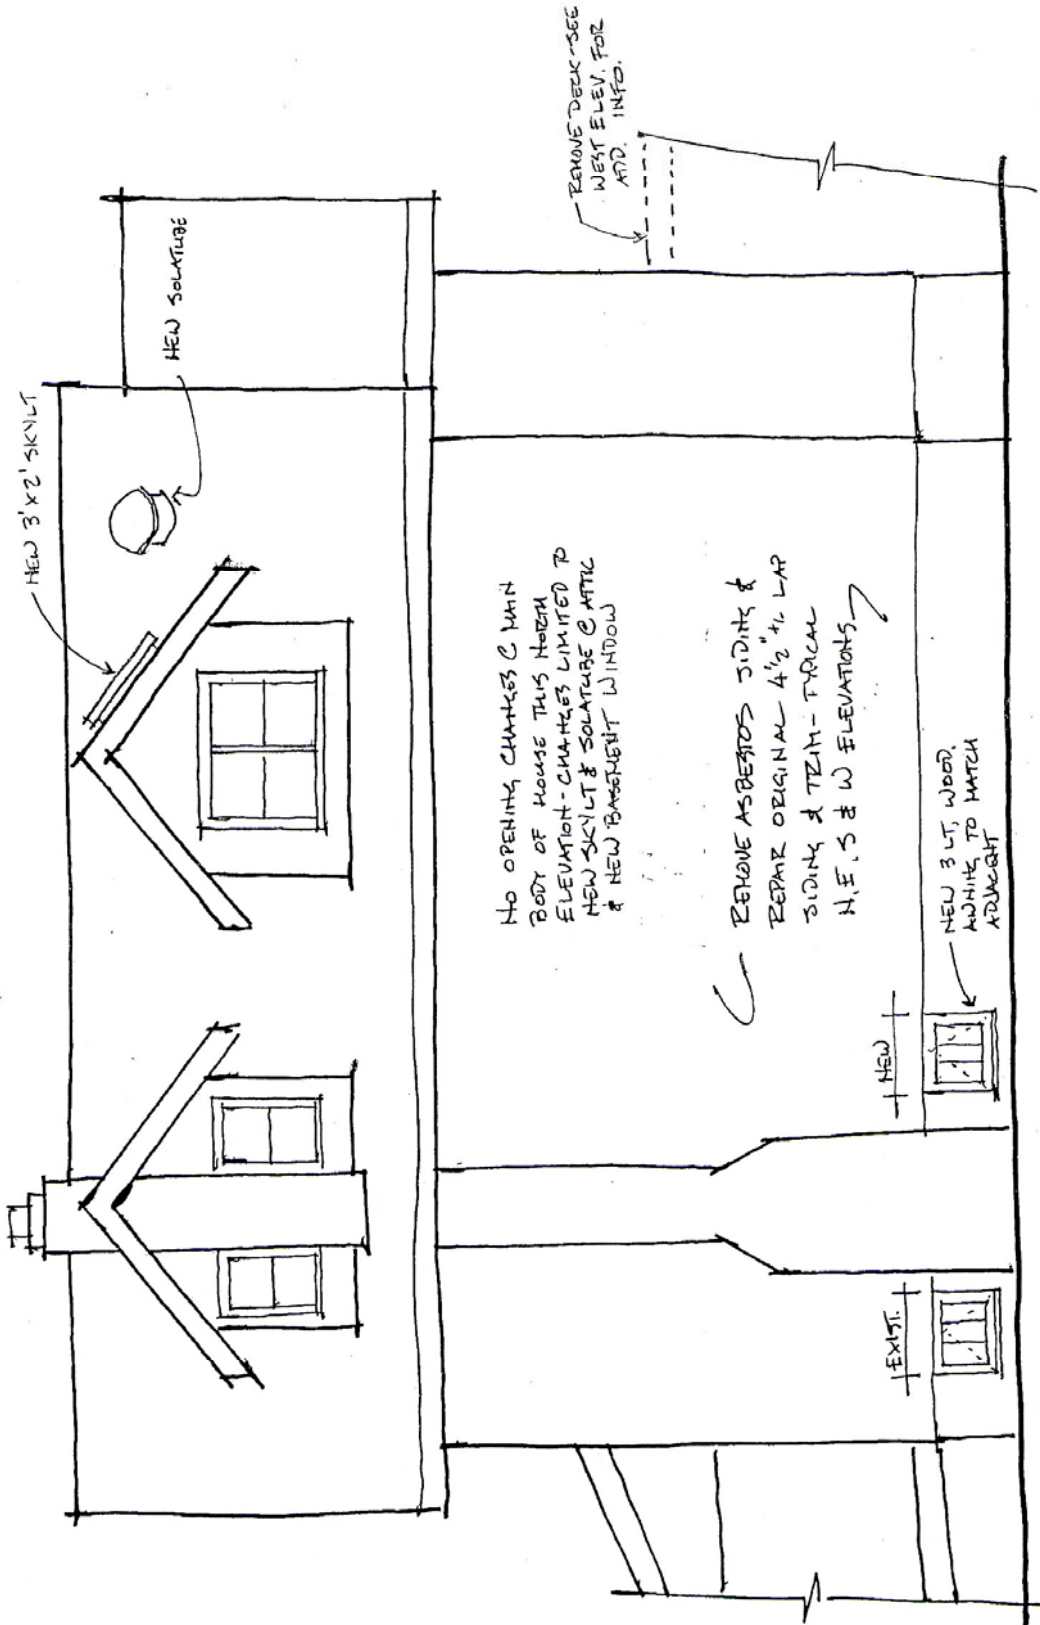 NEW 3'X2' SKYLT
NEW SOLATUBE
REMOVE DECK-SEE
WEST ELEV. FOR
ADD. INFO.
NO OPENING CHANGES @ MAIN
BODY OF HOUSE THIS NORTH
ELEVATION-CHANGES LIMITED TO
NEW SKYLT & SOLATUBE @ ATTIC
& NEW BASEMENT WINDOW
REMOVE ASBESTOS SIDING &
REPAIR ORIGINAL 4½" +/- LAP
SIDING & TRIM-TYPICAL
N.E.S & W ELEVATIONS
EXIST.
NEW
NEW 3 LT, WOOD.
AWNING TO MATCH
ADJACENT